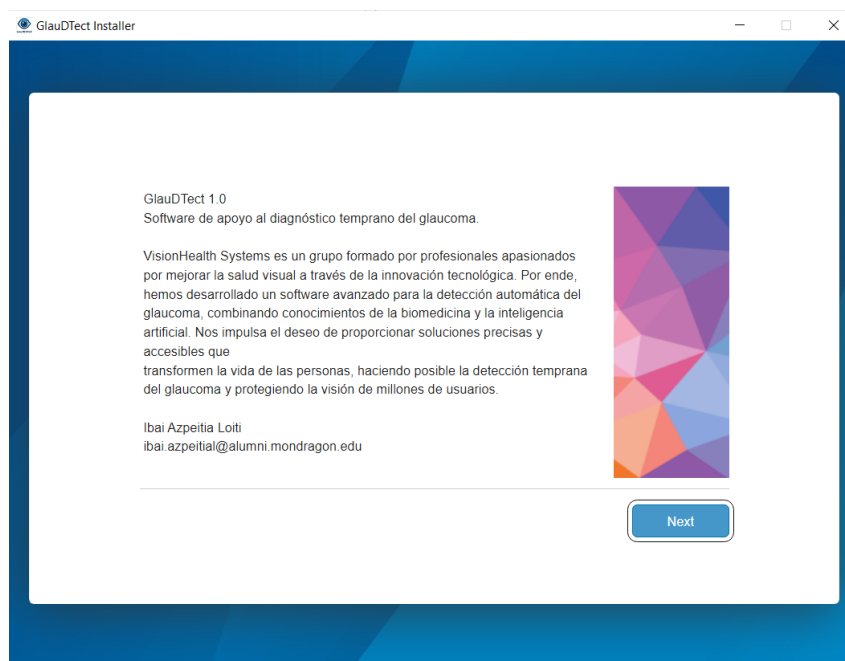 GlauDTect Installer
GlauDTect 1.0
Software de apoyo al diagnóstico temprano del glaucoma.
VisionHealth Systems es un grupo formado por profesionales apasionados
por mejorar la salud visual a través de la innovación tecnológica. Por ende,
hemos desarrollado un software avanzado para la detección automática del
glaucoma, combinando conocimientos de la biomedicina y la inteligencia
artificial. Nos impulsa el deseo de proporcionar soluciones precisas y
accesibles que
transformen la vida de las personas, haciendo posible la detección temprana
del glaucoma y protegiendo la visión de millones de usuarios.
Ibai Azpeitia Loiti
ibai.azpeitial@alumni.mondragon.edu
Next